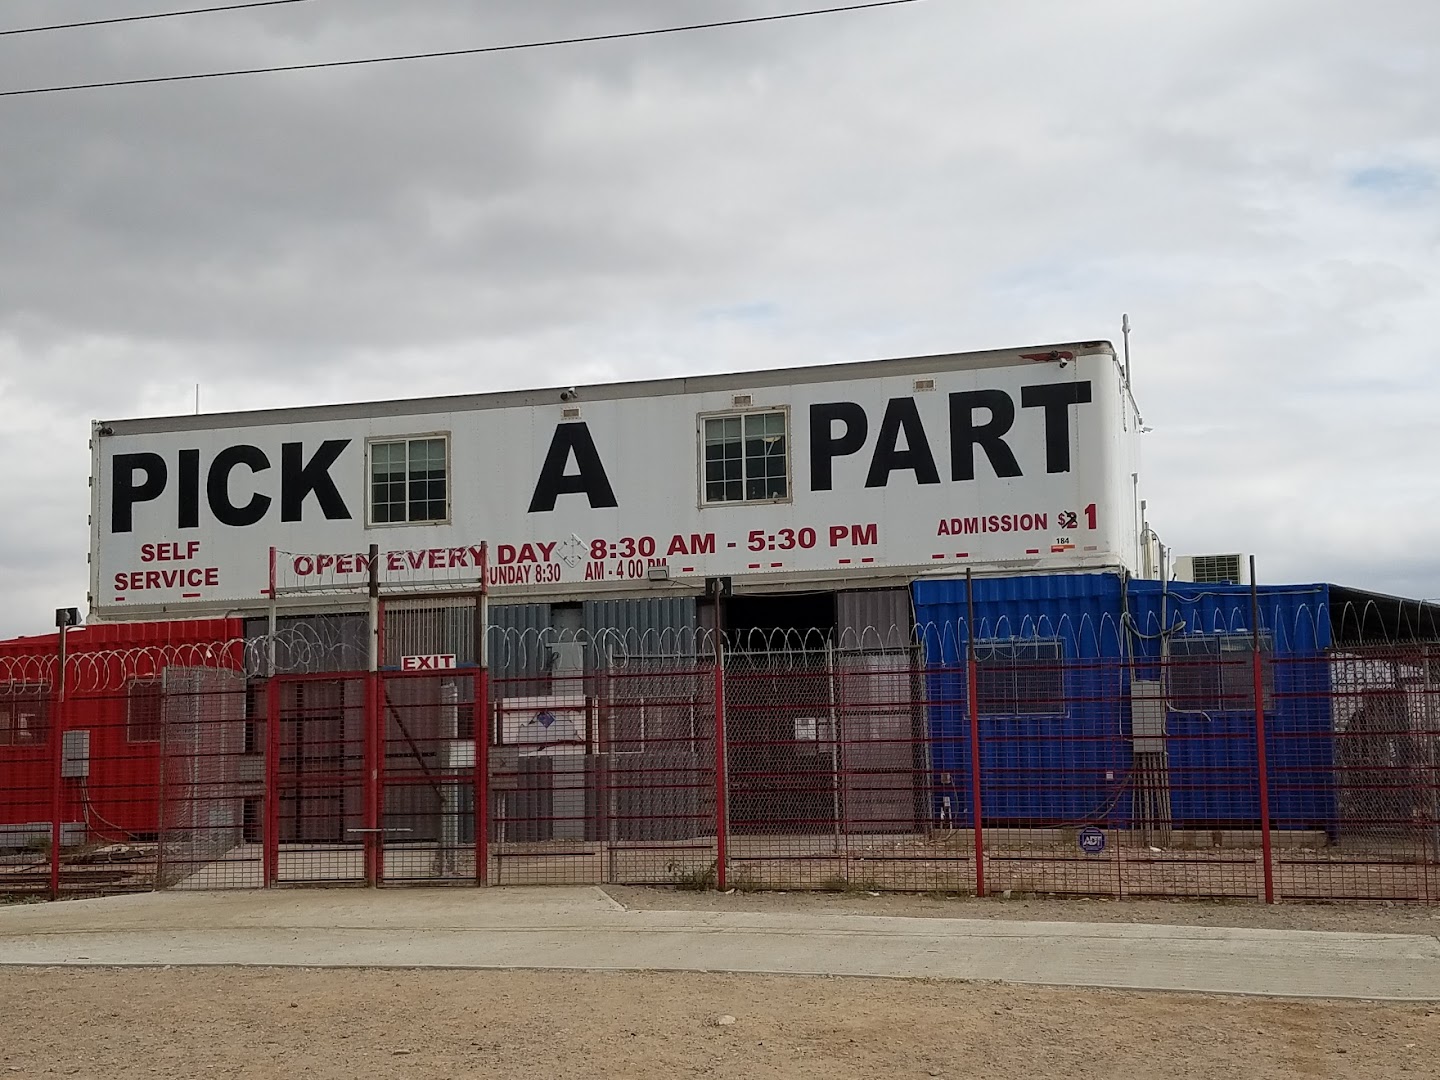 PICK A PART
SELF
SERVICE
OPEN EVERY DAY 8:30 AM - 5:30 PM
SUNDAY 8:30 AM - 4 00 PM
ADMISSION $1
184
EXIT
ADT